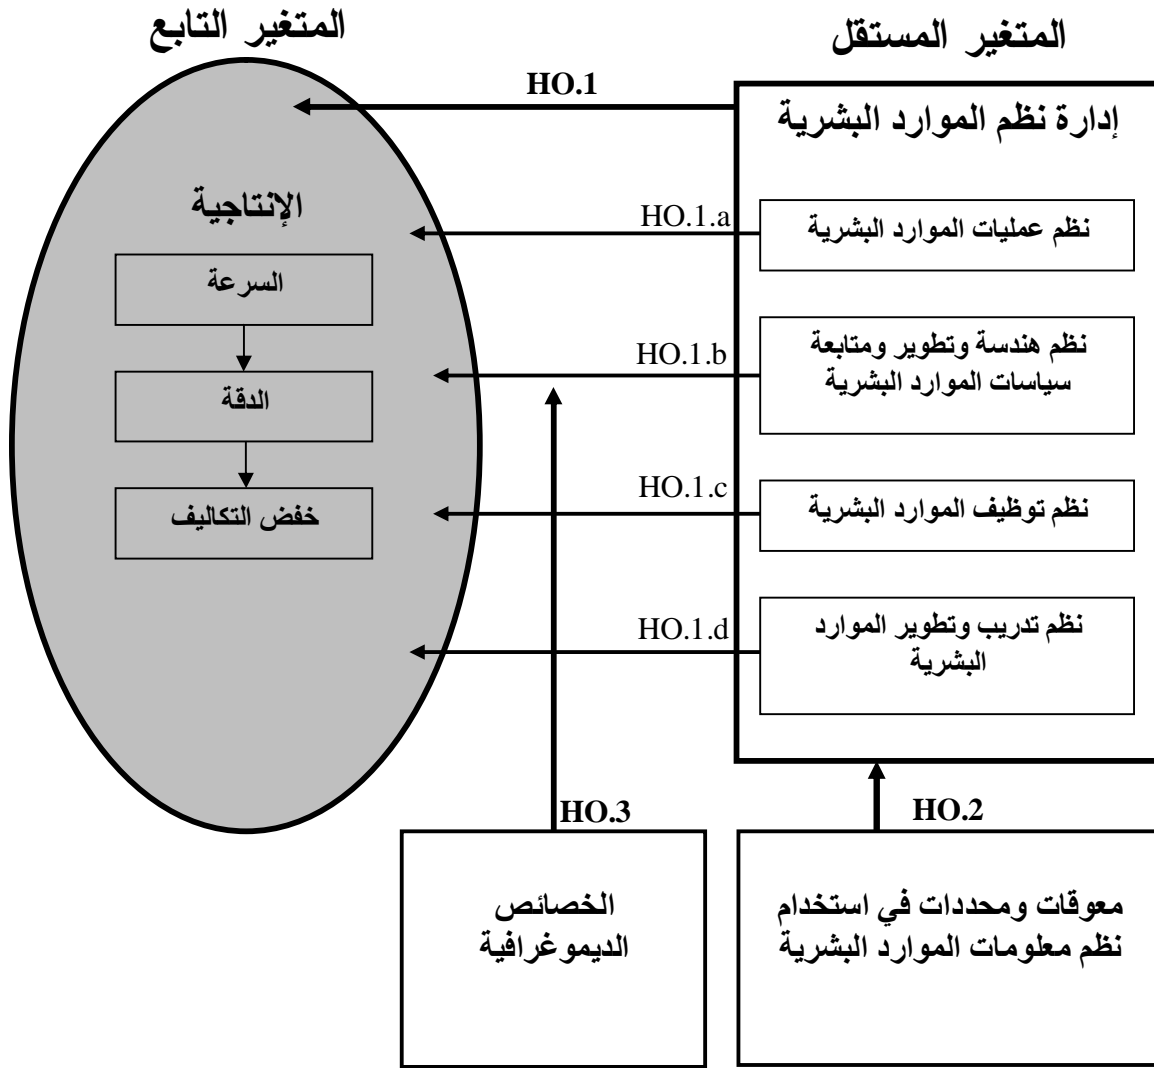 المتغير المستقل
المتغير التابع
HO.1
إدارة نظم الموارد البشرية
الإنتاجية
HO.1.a
نظم عمليات الموارد البشرية
السرعة
HO.1.b
نظم هندسة وتطوير ومتابعة
سياسات الموارد البشرية
الدقة
HO.1.c
نظم توظيف الموارد البشرية
خفض التكاليف
HO.1.d
نظم تدريب وتطوير الموارد
البشرية
HO.2
HO.3
معوقات ومحددات في استخدام
نظم معلومات الموارد البشرية
الخصائص
الديموغرافية